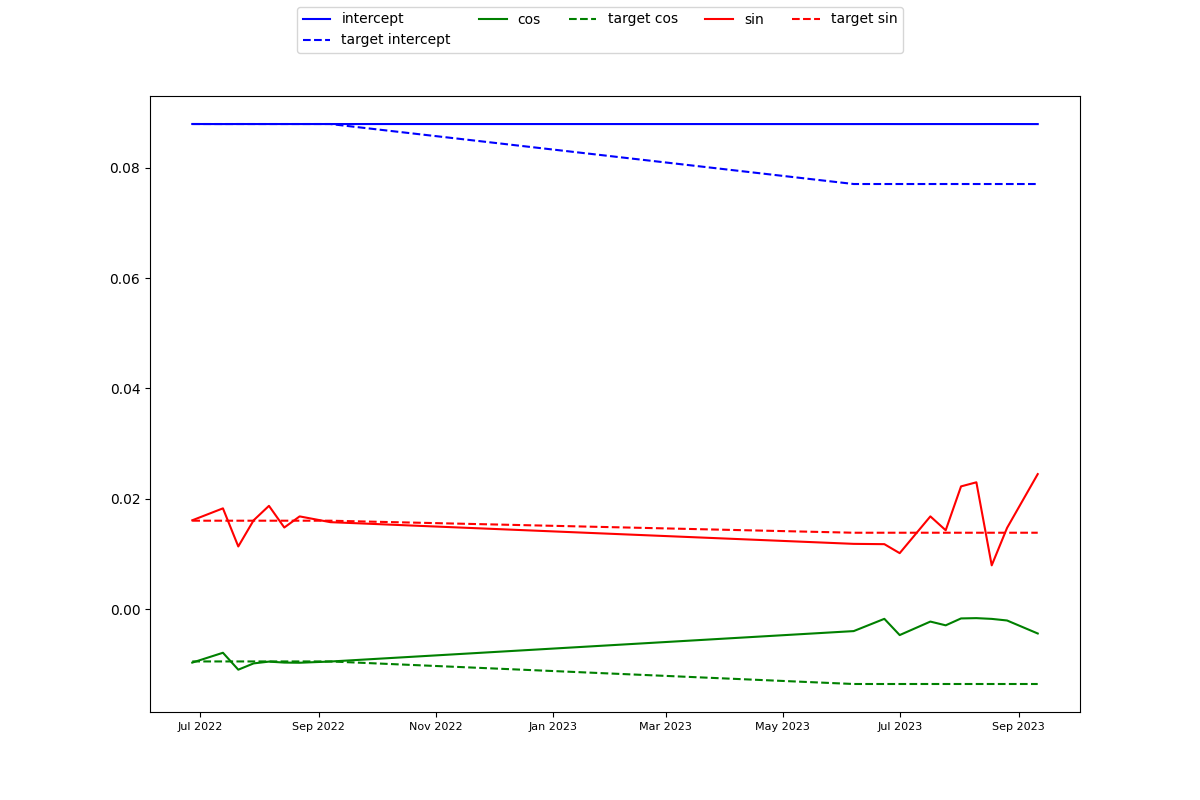 intercept cos target cos sin target sin
target intercept
0.08
0.06
0.04
0.02
0.00
Jul 2022 Sep 2022 Nov 2022 Jan 2023 Mar 2023 May 2023 Jul 2023 Sep 2023